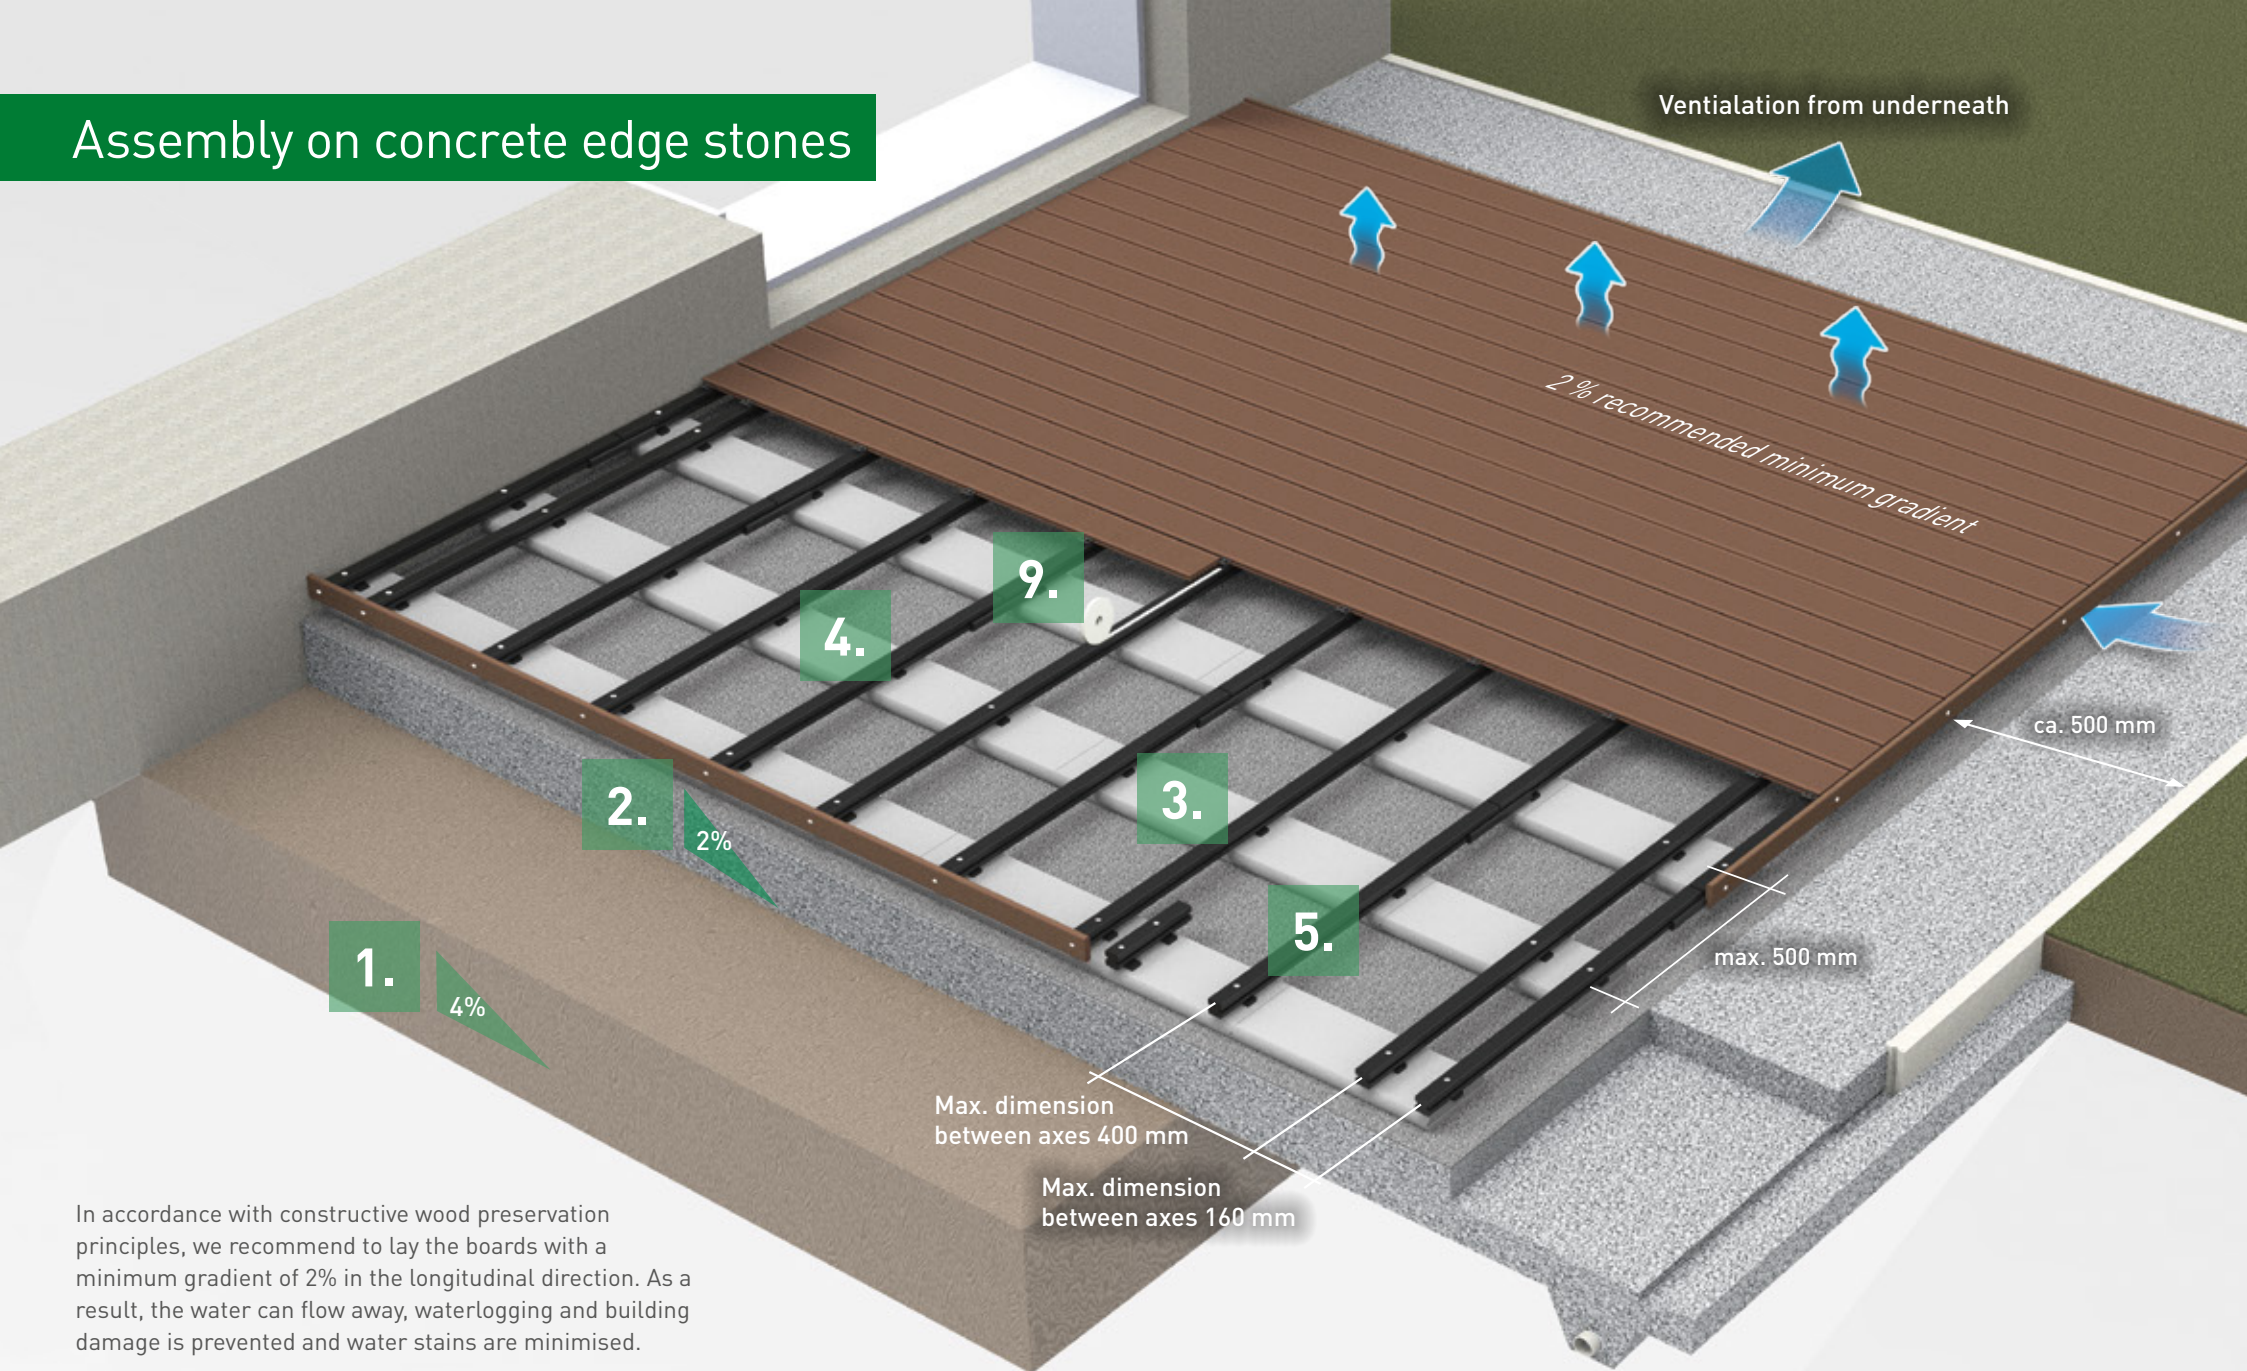 Assembly on concrete edge stones
Ventialation from underneath
2 % recommended minimum gradient
9.
4.
ca. 500 mm
3.
2.
2%
5.
1.
4%
max. 500 mm
Max. dimension
between axes 400 mm
Max. dimension
between axes 160 mm
In accordance with constructive wood preservation
principles, we recommend to lay the boards with a
minimum gradient of 2% in the longitudinal direction. As a
result, the water can flow away, waterlogging and building
damage is prevented and water stains are minimised.